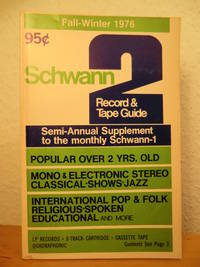 Fall-Winter 1976
95¢
Schwann
2
Record &
Tape Guide
Semi-Annual Supplement
to the monthly Schwann-1
POPULAR OVER 2 YRS. OLD
MONO & ELECTRONIC STEREO
CLASSICAL·SHOWS·JAZZ
INTERNATIONAL POP & FOLK
RELIGIOUS·SPOKEN
EDUCATIONAL AND MORE
LP RECORDS · 8 TRACK CARTRIDGE · CASSETTE TAPE
QUADRAPHONIC Contents See Page 3